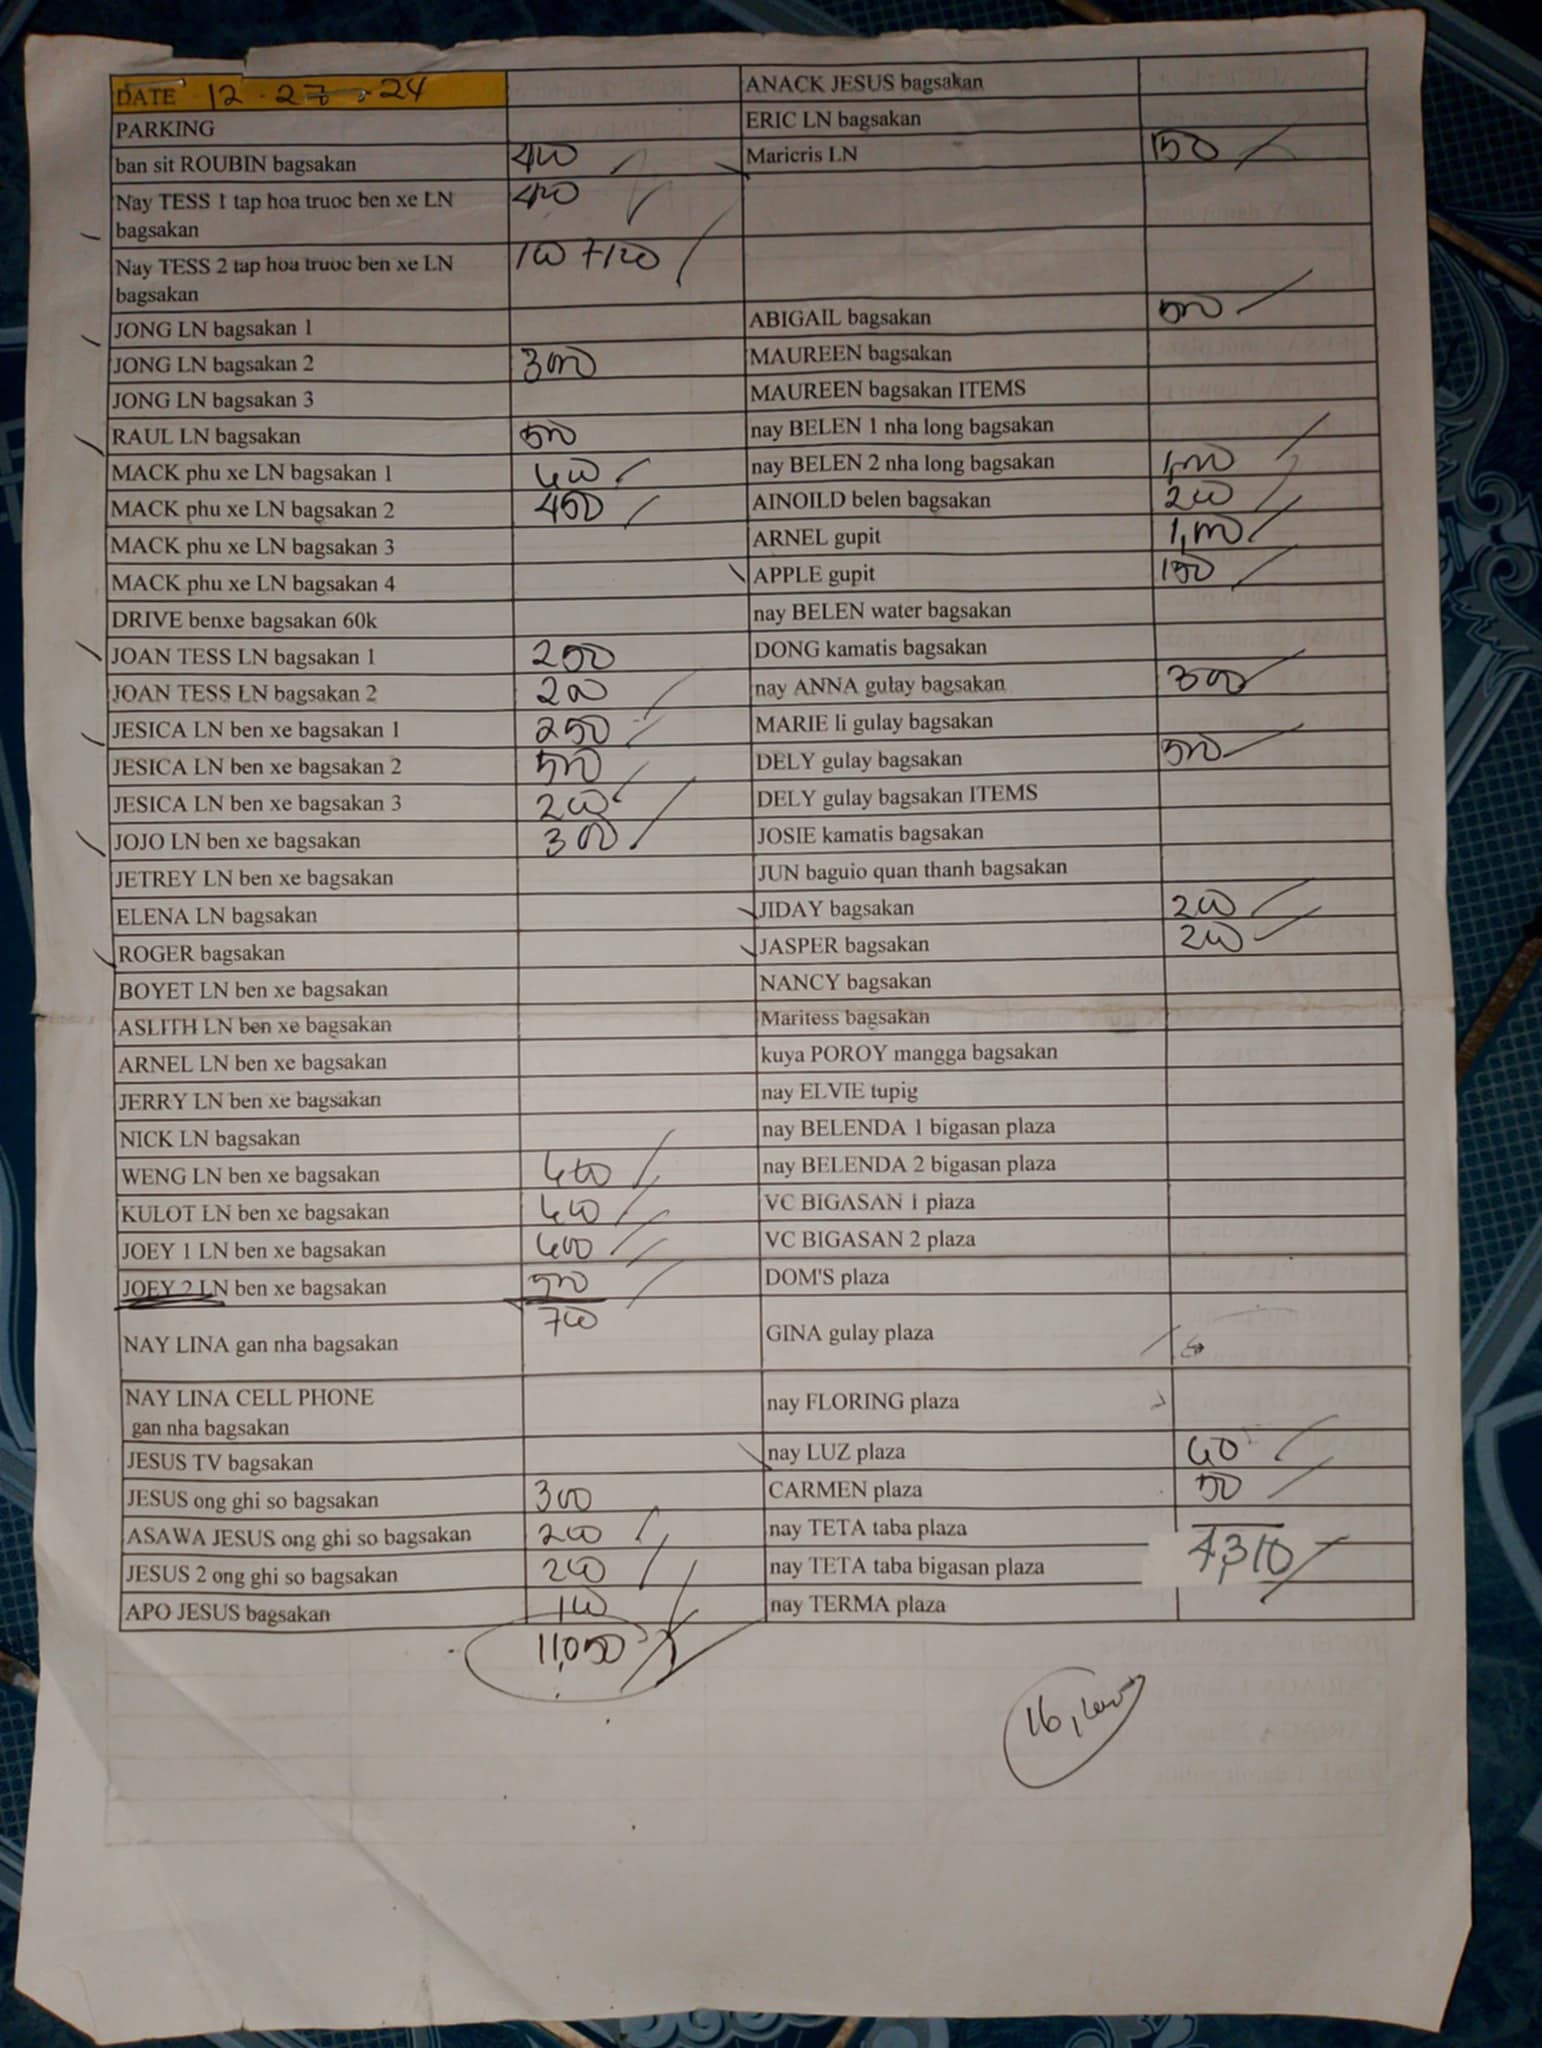 DATE 12 - 27 - 24
PARKING
ban sit ROUBIN bagsakan 400
Nay TESS 1 tap hoa truoc ben xe LN
bagsakan
Nay TESS 2 tap hoa truoc ben xe LN
bagsakan
JONG LN bagsakan 1
JONG LN bagsakan 2 300
JONG LN bagsakan 3
RAUL LN bagsakan 500
MACK phu xe LN bagsakan 1 400
MACK phu xe LN bagsakan 2 450
MACK phu xe LN bagsakan 3
MACK phu xe LN bagsakan 4
DRIVE benxe bagsakan 60k
JOAN TESS LN bagsakan 1 250
JOAN TESS LN bagsakan 2 200
JESICA LN ben xe bagsakan 1 250
JESICA LN ben xe bagsakan 2 500
JESICA LN ben xe bagsakan 3 200
JOJO LN ben xe bagsakan 300
JETREY LN ben xe bagsakan
ELENA LN bagsakan
ROGER bagsakan
BOYET LN ben xe bagsakan
ASLITH LN ben xe bagsakan
ARNEL LN ben xe bagsakan
JERRY LN ben xe bagsakan
NICK LN bagsakan
WENG LN ben xe bagsakan 400
KULOT LN ben xe bagsakan 400
JOEY 1 LN ben xe bagsakan 400
JOEY 2 LN ben xe bagsakan 500
NAY LINA gan nha bagsakan 700
NAY LINA CELL PHONE
gan nha bagsakan
JESUS TV bagsakan
JESUS ong ghi so bagsakan 300
ASAWA JESUS ong ghi so bagsakan 200
JESUS 2 ong ghi so bagsakan 200
APO JESUS bagsakan 100
11,050
ANACK JESUS bagsakan
ERIC LN bagsakan
Maricris LN 150
ABIGAIL bagsakan 500
MAUREEN bagsakan
MAUREEN bagsakan ITEMS
nay BELEN 1 nha long bagsakan
nay BELEN 2 nha long bagsakan 1,000
AINOILD belen bagsakan 200
ARNEL gupit 1,000
APPLE gupit 150
nay BELEN water bagsakan
DONG kamatis bagsakan
nay ANNA gulay bagsakan 300
MARIE li gulay bagsakan
DELY gulay bagsakan 500
DELY gulay bagsakan ITEMS
JOSIE kamatis bagsakan
JUN baguio quan thanh bagsakan
JIDAY bagsakan 200
JASPER bagsakan 200
NANCY bagsakan
Maritess bagsakan
kuya POROY mangga bagsakan
nay ELVIE tupig
nay BELENDA 1 bigasan plaza
nay BELENDA 2 bigasan plaza
VC BIGASAN 1 plaza
VC BIGASAN 2 plaza
DOM'S plaza
GINA gulay plaza
nay FLORING plaza
nay LUZ plaza 60
CARMEN plaza 50
nay TETA taba plaza
nay TETA taba bigasan plaza 4,310
nay TERMA plaza